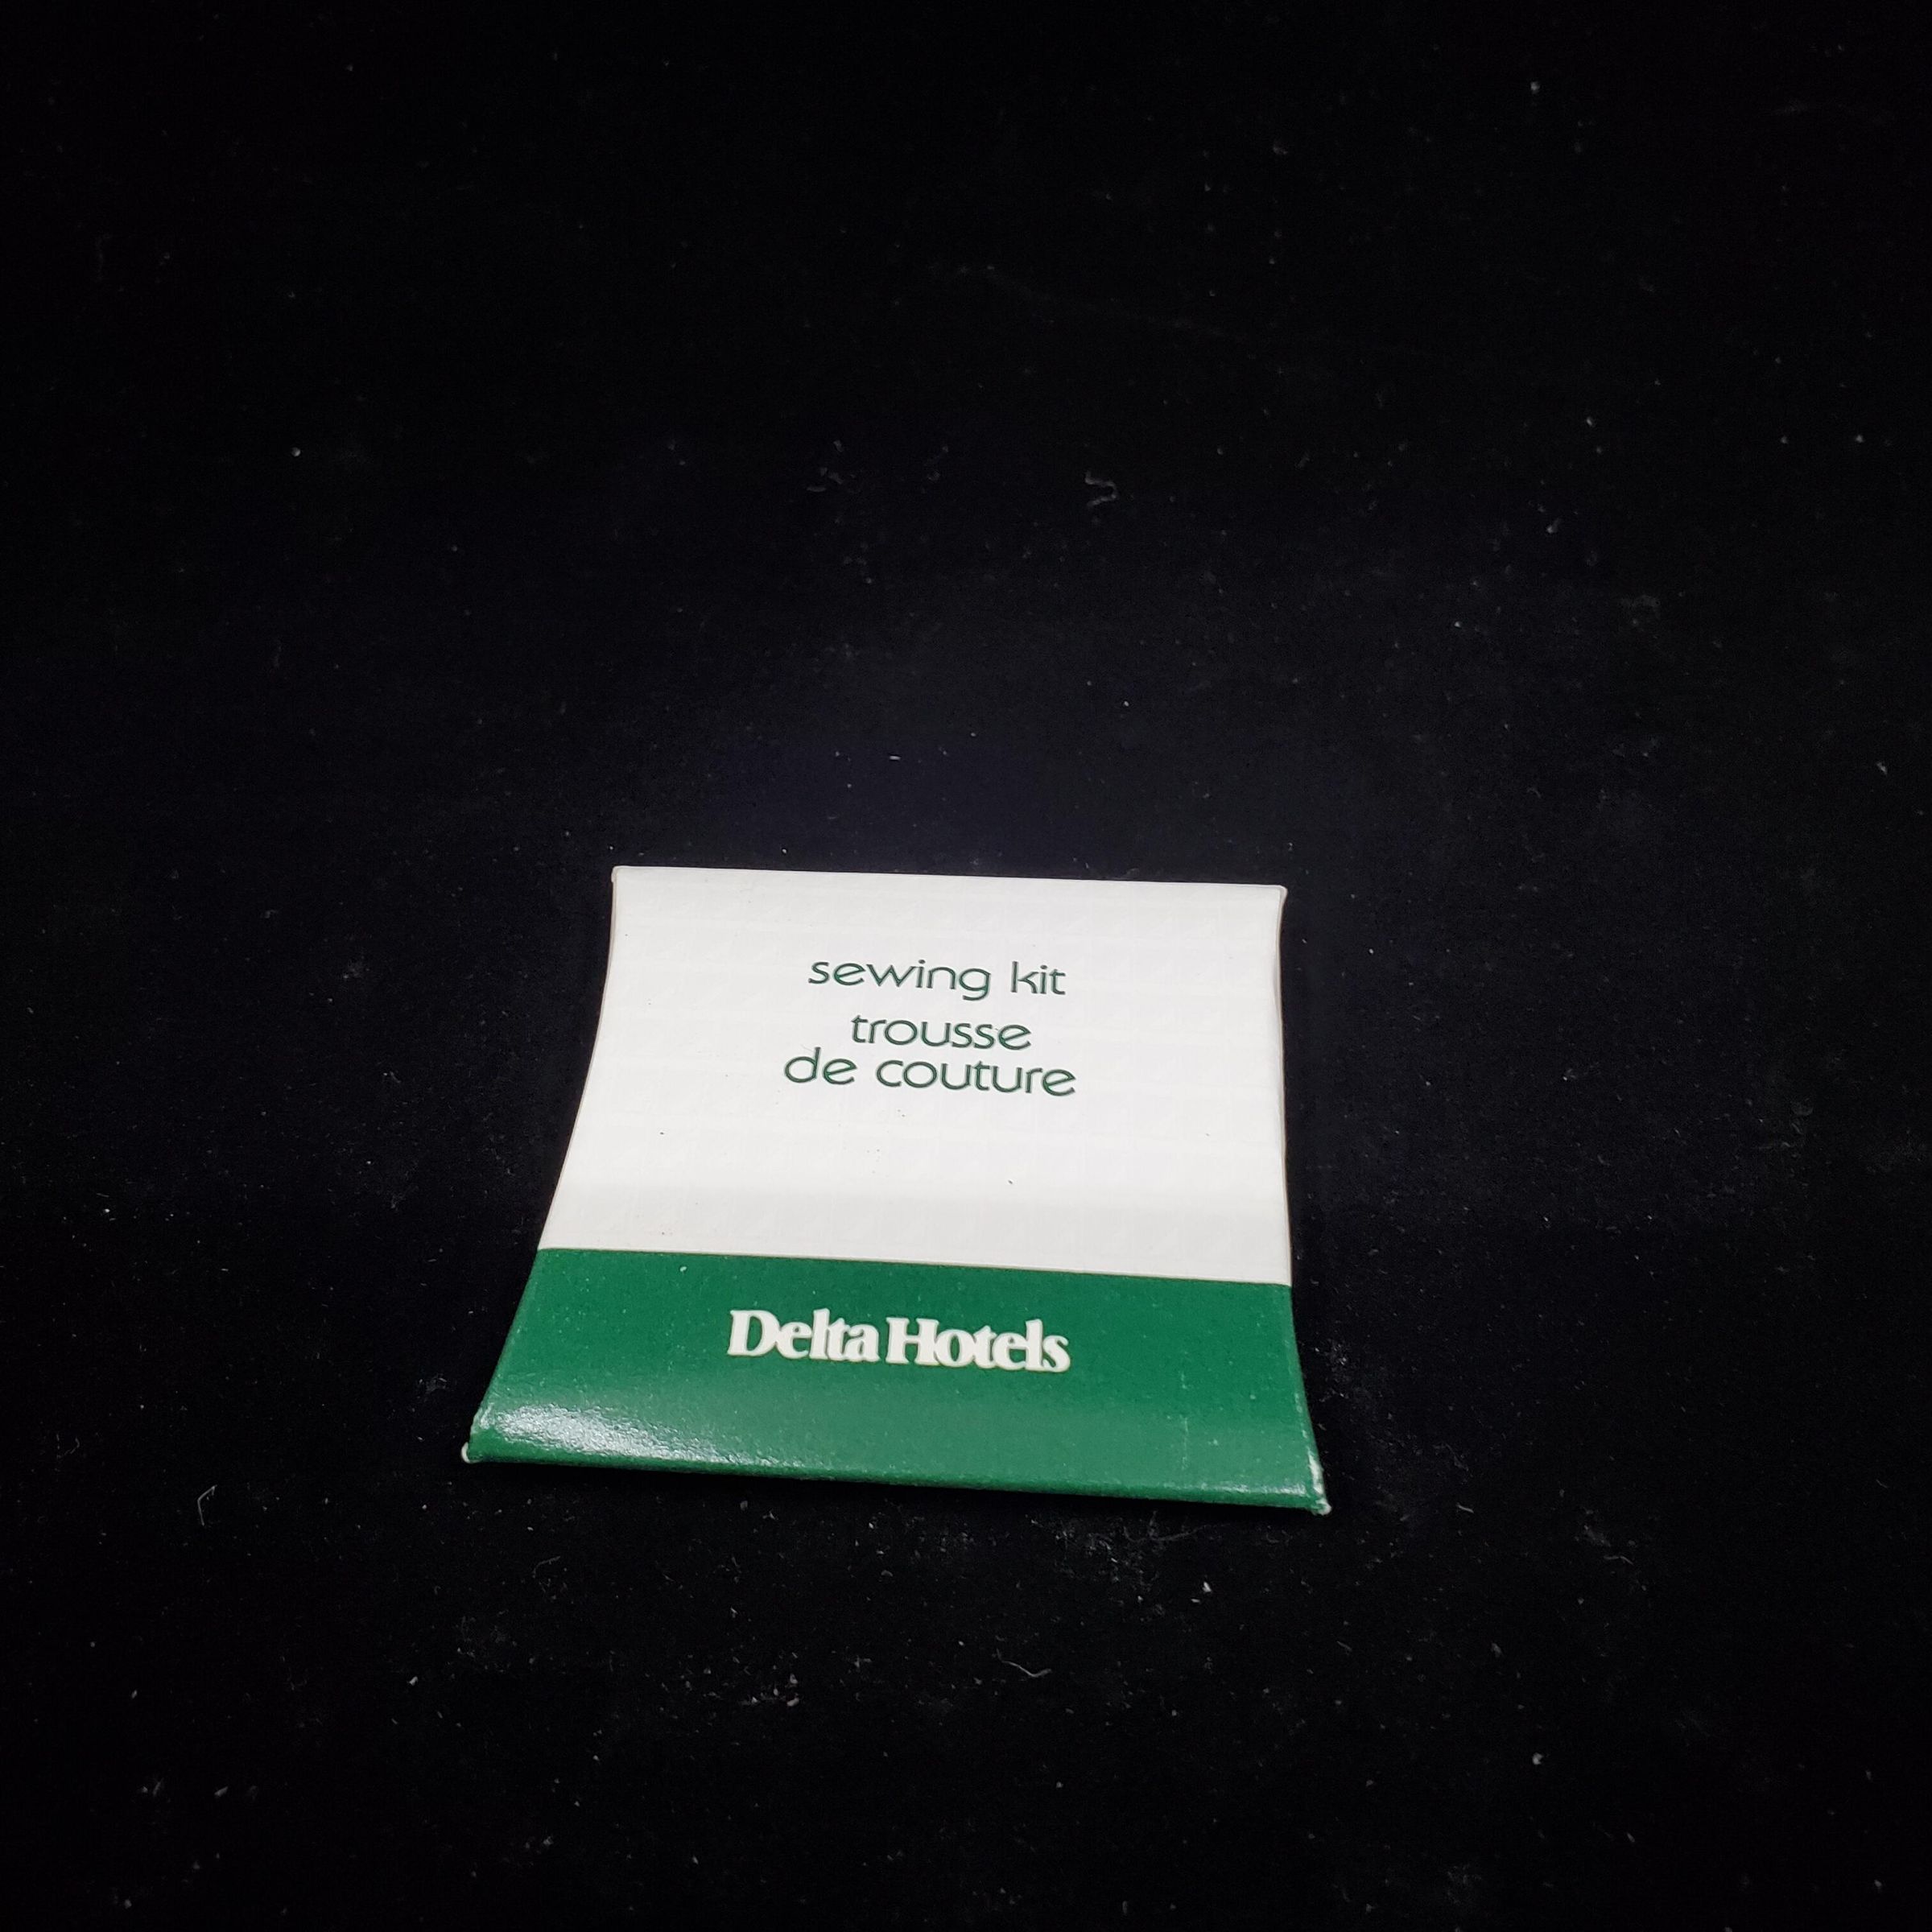 sewing kit
trousse
de couture
Delta Hotels